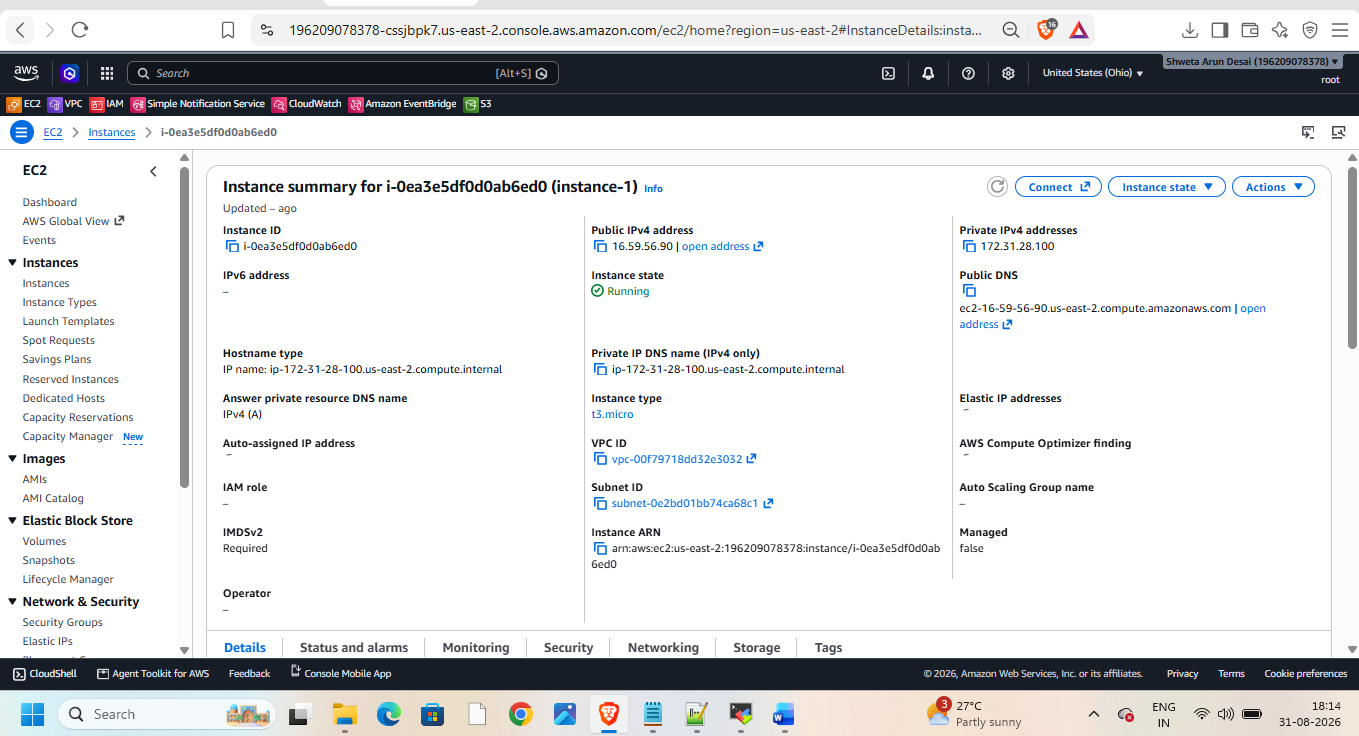 196209078378-cssjbpk7.us-east-2.console.aws.amazon.com/ec2/home?region=us-east-2#InstanceDetails:insta...
16
aws
Search [Alt+S]
United States (Ohio)
Shweta Arun Desai (196209078378)
root
EC2 VPC IAM Simple Notification Service CloudWatch Amazon EventBridge S3
EC2 > Instances > i-0ea3e5df0d0ab6ed0
EC2
Dashboard
AWS Global View
Events
Instances
Instances
Instance Types
Launch Templates
Spot Requests
Savings Plans
Reserved Instances
Dedicated Hosts
Capacity Reservations
Capacity Manager New
Images
AMIs
AMI Catalog
Elastic Block Store
Volumes
Snapshots
Lifecycle Manager
Network & Security
Security Groups
Elastic IPs
Instance summary for i-0ea3e5df0d0ab6ed0 (instance-1) Info
Connect Instance state Actions
Updated – ago
Instance ID
i-0ea3e5df0d0ab6ed0
Public IPv4 address
16.59.56.90 | open address
Private IPv4 addresses
172.31.28.100
IPv6 address
–
Instance state
Running
Public DNS
ec2-16-59-56-90.us-east-2.compute.amazonaws.com | open
address
Hostname type
IP name: ip-172-31-28-100.us-east-2.compute.internal
Private IP DNS name (IPv4 only)
ip-172-31-28-100.us-east-2.compute.internal
Answer private resource DNS name
IPv4 (A)
Instance type
t3.micro
Elastic IP addresses
–
Auto-assigned IP address
–
VPC ID
vpc-00f79718dd32e3032
AWS Compute Optimizer finding
–
IAM role
–
Subnet ID
subnet-0e2bd01bb74ca68c1
Auto Scaling Group name
–
IMDSv2
Required
Instance ARN
arn:aws:ec2:us-east-2:196209078378:instance/i-0ea3e5df0d0ab
6ed0
Managed
false
Operator
–
Details Status and alarms Monitoring Security Networking Storage Tags
CloudShell Agent Toolkit for AWS Feedback Console Mobile App
© 2026, Amazon Web Services, Inc. or its affiliates. Privacy Terms Cookie preferences
Search
3
27°C
Partly sunny
ENG
IN
18:14
31-08-2026